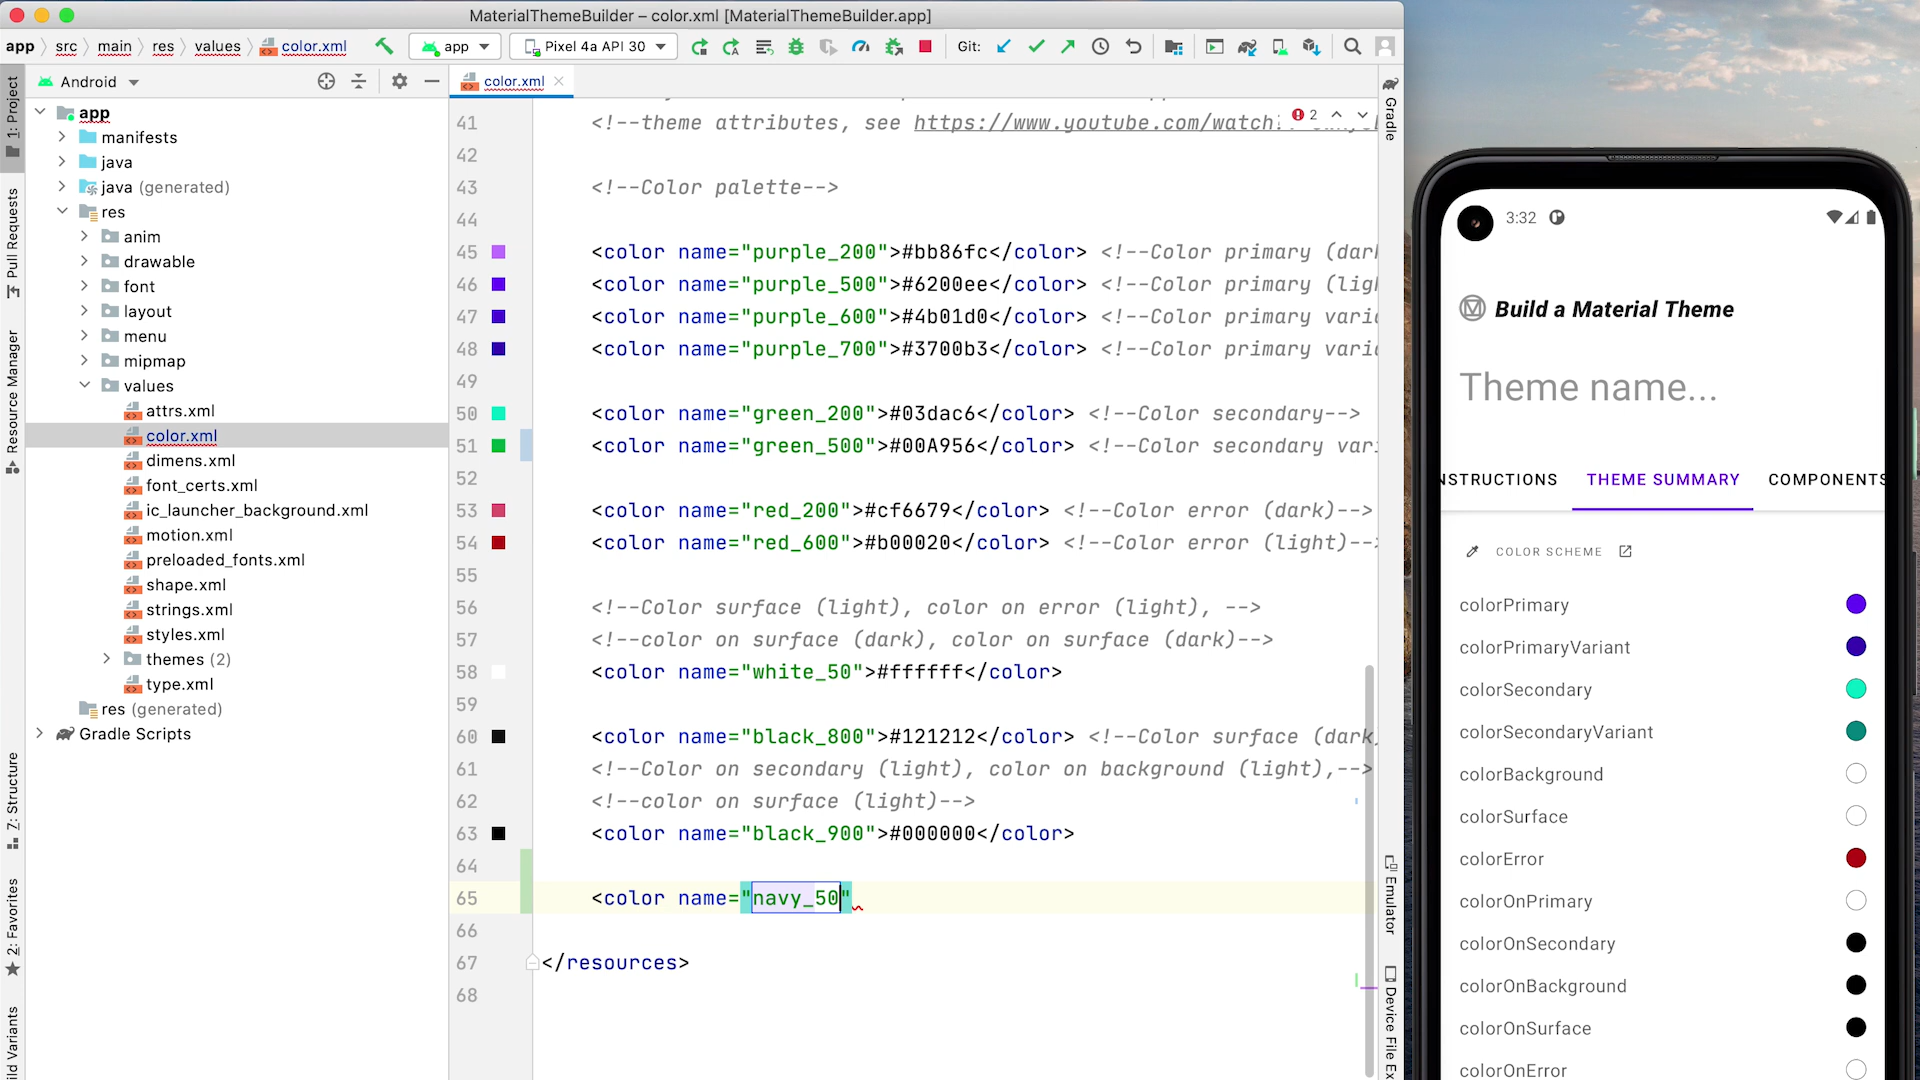 MaterialThemeBuilder – color.xml [MaterialThemeBuilder.app]
app src main res values color.xml
app
Pixel 4a API 30
Git:
1: Project
Pull Requests
Resource Manager
7: Structure
2: Favorites
ild Variants
Android
app
manifests
java
java (generated)
res
anim
drawable
font
layout
menu
mipmap
values
attrs.xml
color.xml
dimens.xml
font_certs.xml
ic_launcher_background.xml
motion.xml
preloaded_fonts.xml
shape.xml
strings.xml
styles.xml
themes (2)
type.xml
res (generated)
Gradle Scripts
color.xml
2
41 <!--theme attributes, see https://www.youtube.com/watch
42
43 <!--Color palette-->
44
45 <color name="purple_200">#bb86fc</color> <!--Color primary (dark
46 <color name="purple_500">#6200ee</color> <!--Color primary (ligh
47 <color name="purple_600">#4b01d0</color> <!--Color primary varia
48 <color name="purple_700">#3700b3</color> <!--Color primary varia
49
50 <color name="green_200">#03dac6</color> <!--Color secondary-->
51 <color name="green_500">#00A956</color> <!--Color secondary vari
52
53 <color name="red_200">#cf6679</color> <!--Color error (dark)-->
54 <color name="red_600">#b00020</color> <!--Color error (light)-->
55
56 <!--Color surface (light), color on error (light), -->
57 <!--color on surface (dark), color on surface (dark)-->
58 <color name="white_50">#ffffff</color>
59
60 <color name="black_800">#121212</color> <!--Color surface (dark)
61 <!--Color on secondary (light), color on background (light),-->
62 <!--color on surface (light)-->
63 <color name="black_900">#000000</color>
64
65 <color name="navy_50"
66
67 </resources>
68
Gradle
Emulator
Device File Ex
3:32
Build a Material Theme
Theme name...
NSTRUCTIONS THEME SUMMARY COMPONENTS
COLOR SCHEME
colorPrimary
colorPrimaryVariant
colorSecondary
colorSecondaryVariant
colorBackground
colorSurface
colorError
colorOnPrimary
colorOnSecondary
colorOnBackground
colorOnSurface
colorOnError